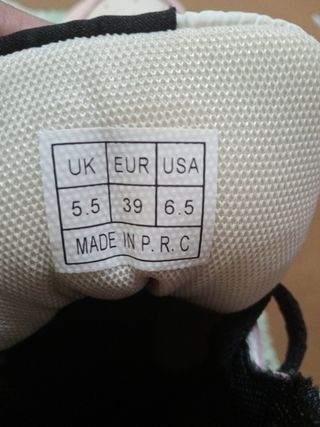 UK EUR USA
5.5 39 6.5
MADE IN P. R. C